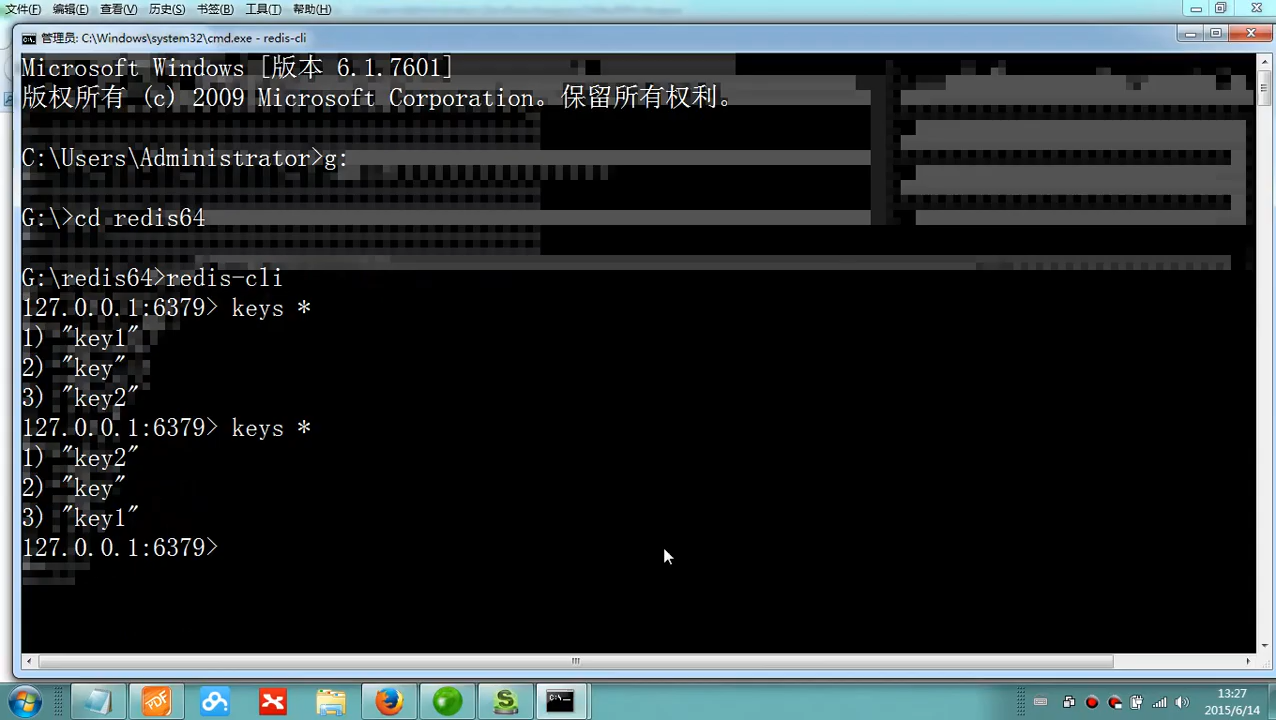 文件(F) 编辑(E) 查看(V) 历史(S) 书签(B) 工具(T) 帮助(H)
管理员: C:\Windows\system32\cmd.exe - redis-cli
Microsoft Windows [版本 6.1.7601]
版权所有 (c) 2009 Microsoft Corporation。保留所有权利。
C:\Users\Administrator>g:
G:\>cd redis64
G:\redis64>redis-cli
127.0.0.1:6379> keys *
1) "key1"
2) "key"
3) "key2"
127.0.0.1:6379> keys *
1) "key2"
2) "key"
3) "key1"
127.0.0.1:6379>
PDF
S
C:\.
13:27
2015/6/14